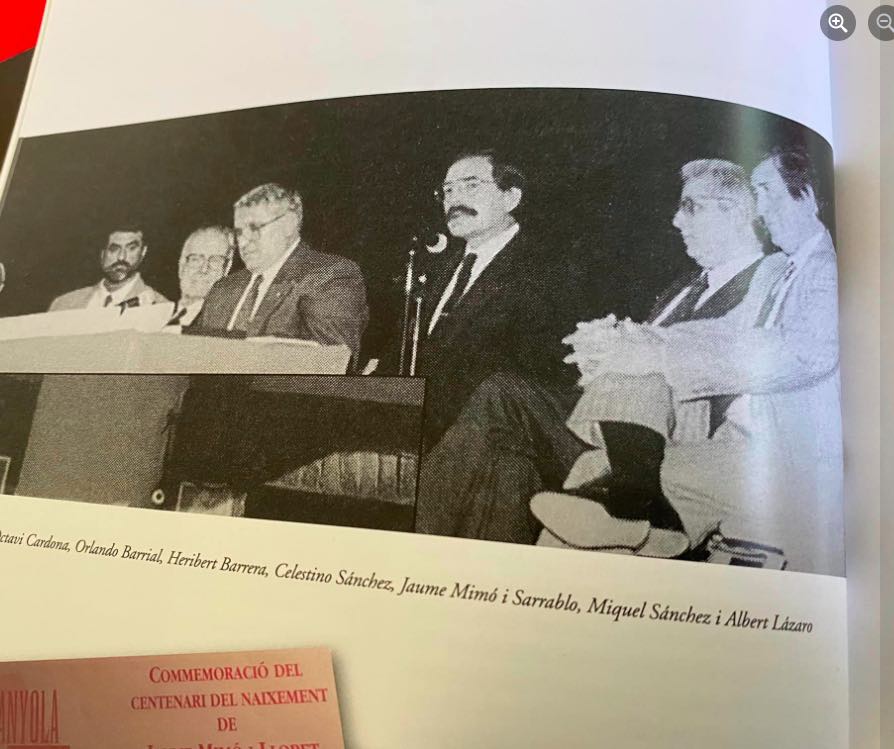 Cardona, Orlando Barrial, Heribert Barrera, Celestino Sánchez, Jaume Mimó i Sarrablo, Miquel Sánchez i Albert Lázaro
COMMEMORACIÓ DEL
CENTENARI DEL NAIXEMENT
DE